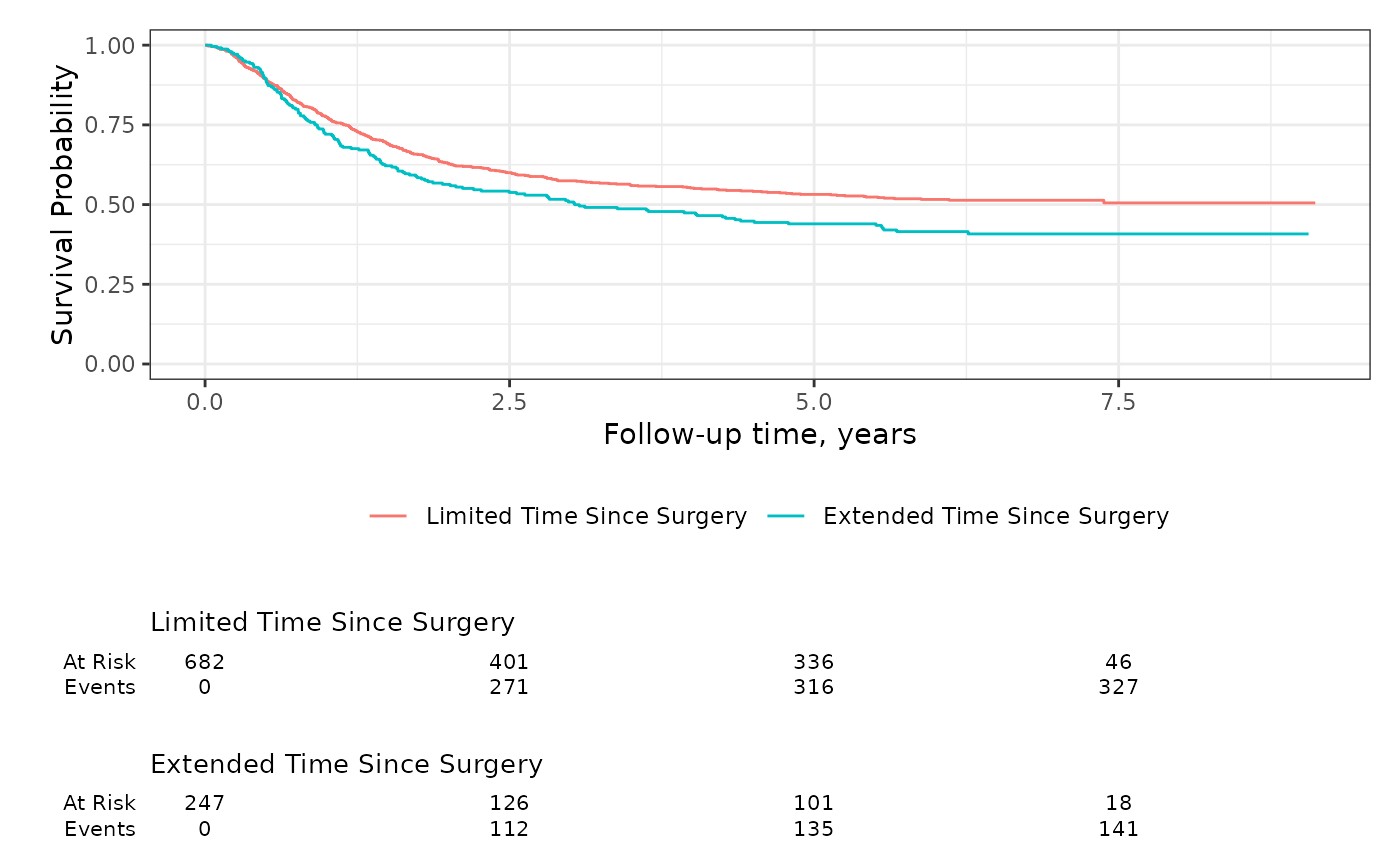 1.00
0.75
0.50
0.25
0.00
Survival Probability
0.0 2.5 5.0 7.5
Follow-up time, years
Limited Time Since Surgery Extended Time Since Surgery
Limited Time Since Surgery
At Risk 682 401 336 46
Events 0 271 316 327
Extended Time Since Surgery
At Risk 247 126 101 18
Events 0 112 135 141